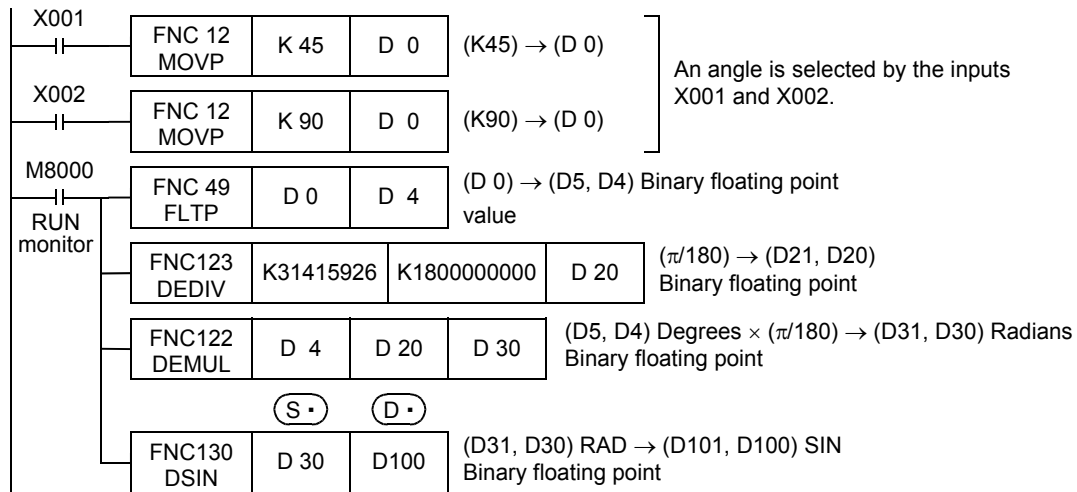 X001
FNC 12
MOVP
K 45
D 0
(K45) → (D 0)
An angle is selected by the inputs
X001 and X002.
X002
FNC 12
MOVP
K 90
D 0
(K90) → (D 0)
M8000
RUN
monitor
FNC 49
FLTP
D 0
D 4
(D 0) → (D5, D4) Binary floating point
value
FNC123
DEDIV
K31415926
K1800000000
D 20
(π/180) → (D21, D20)
Binary floating point
FNC122
DEMUL
D 4
D 20
D 30
(D5, D4) Degrees × (π/180) → (D31, D30) Radians
Binary floating point
S •
D •
FNC130
DSIN
D 30
D100
(D31, D30) RAD → (D101, D100) SIN
Binary floating point